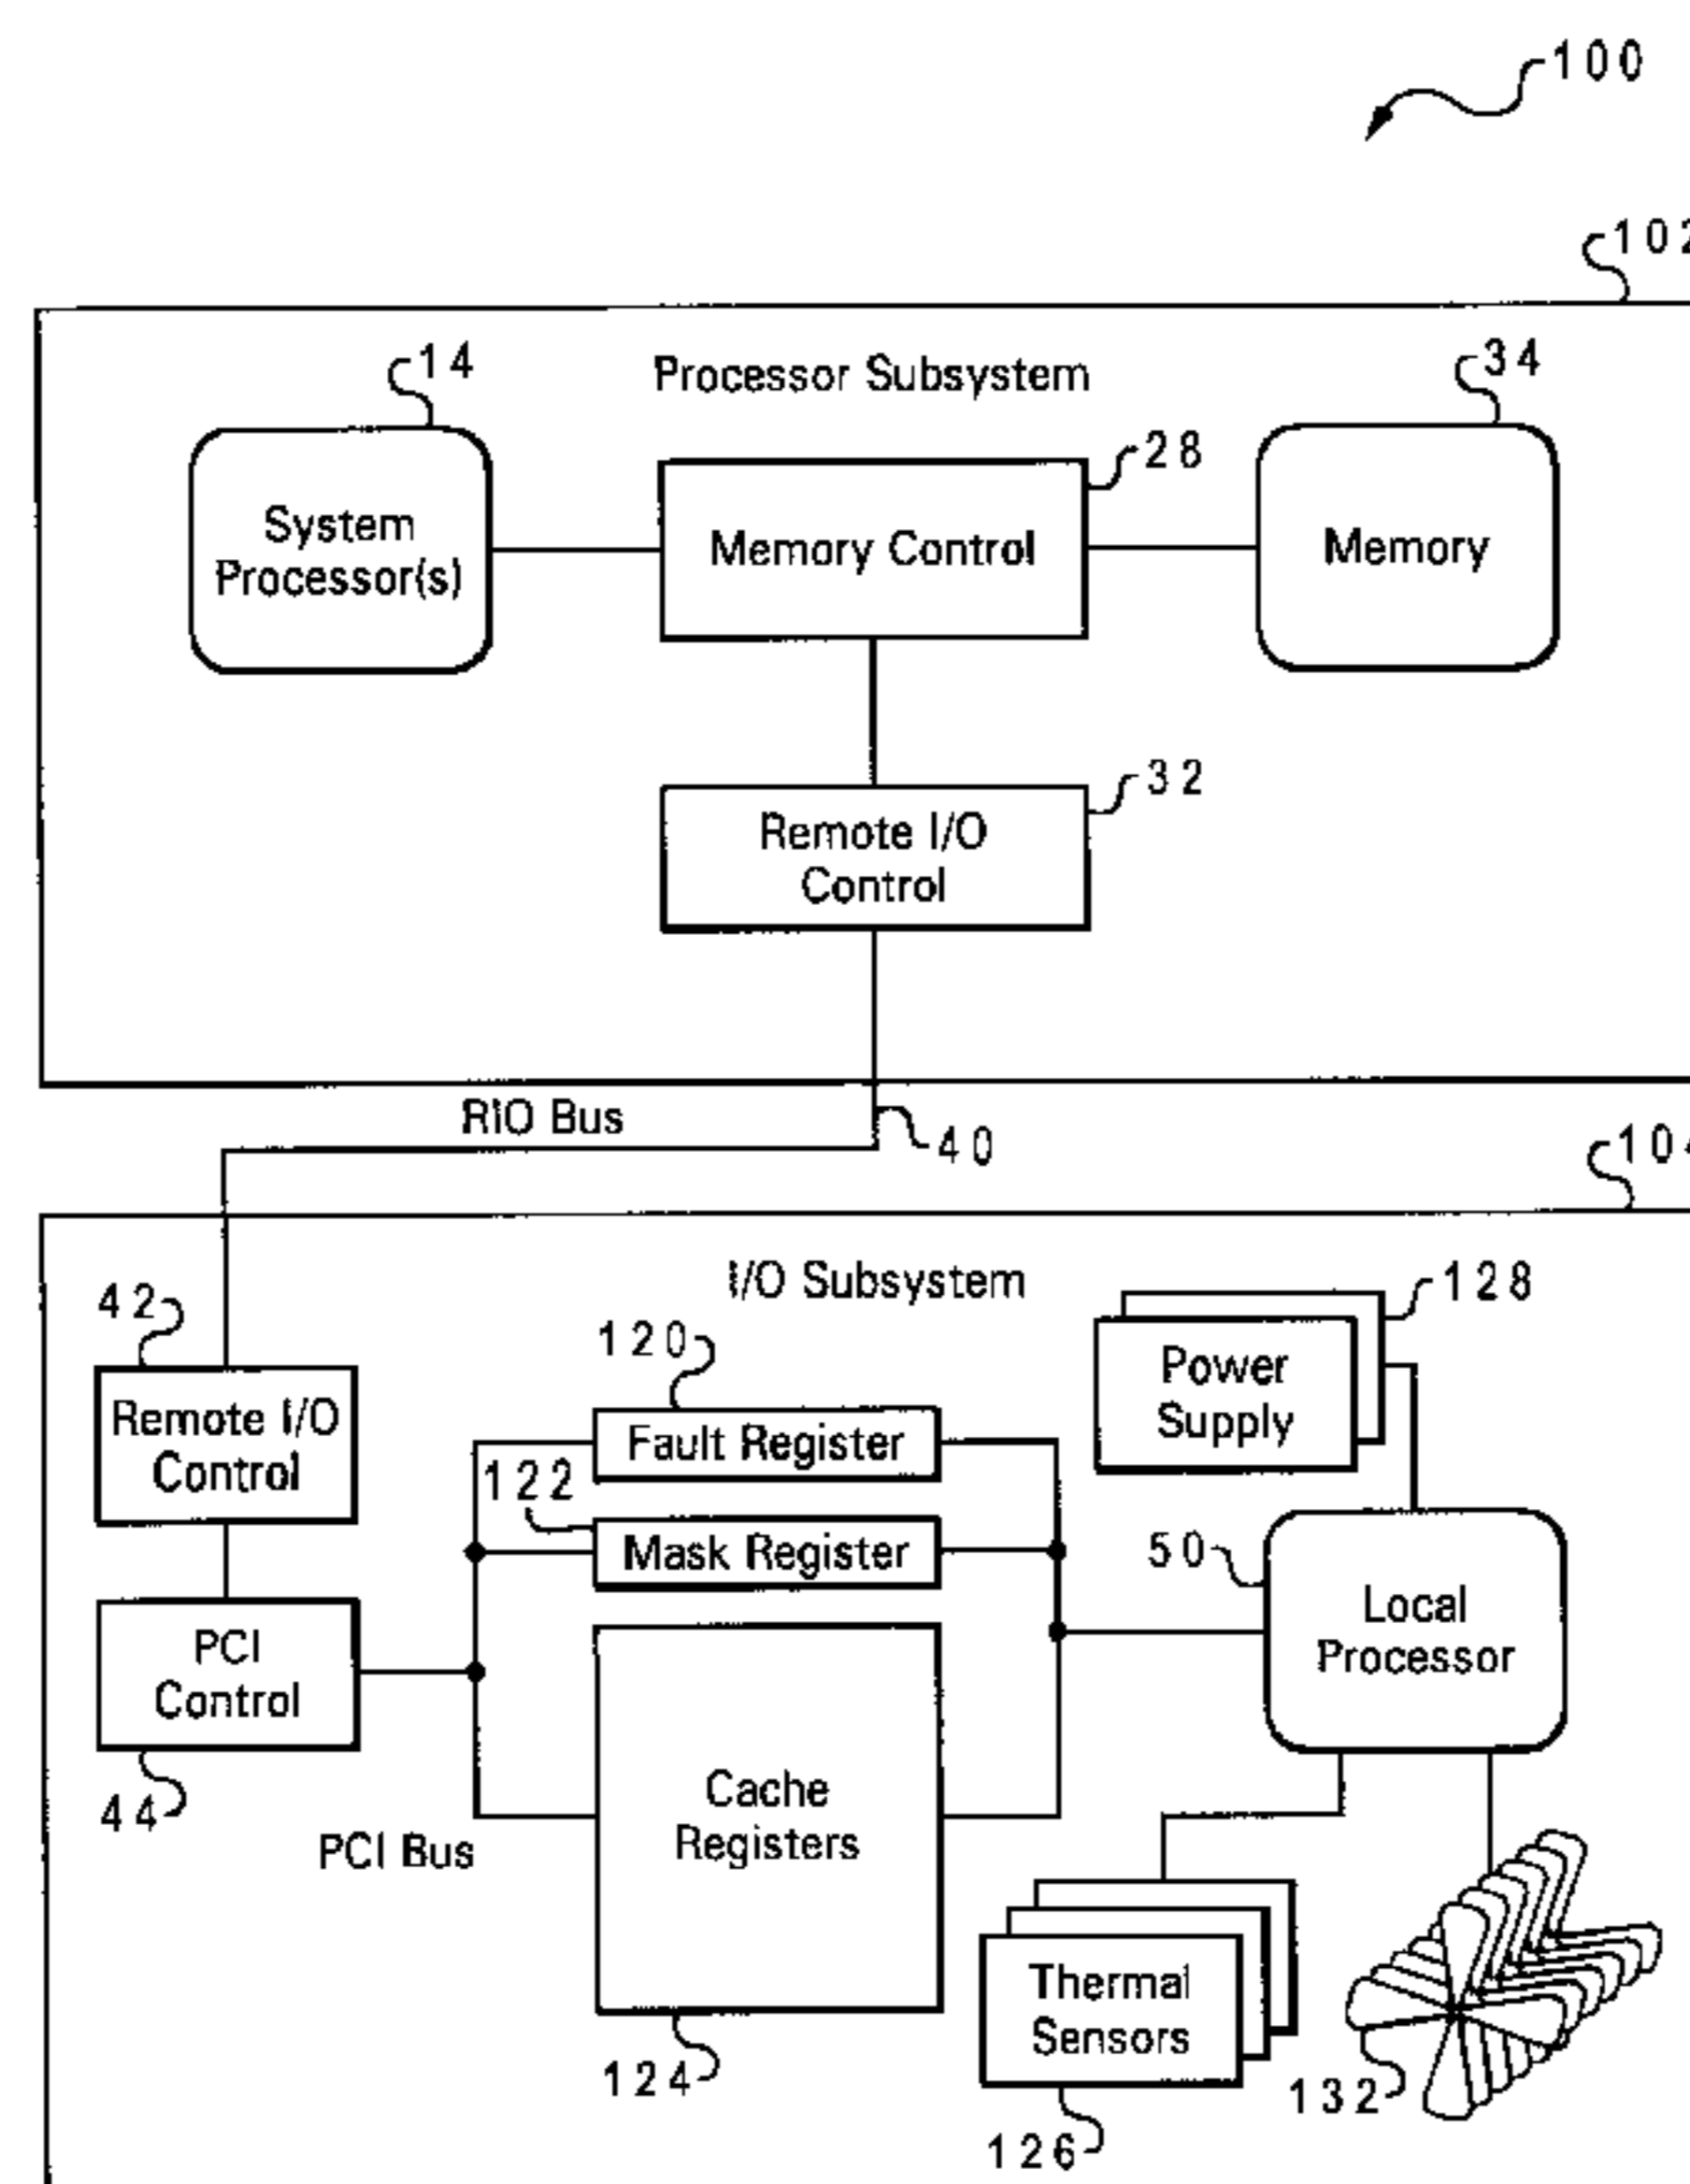 100
102
14
Processor Subsystem
34
28
System
Processor(s)
Memory Control
Memory
32
Remote I/O
Control
RIO Bus
40
104
I/O Subsystem
42
128
120
Power
Supply
Remote I/O
Control
Fault Register
122
Mask Register
50
Local
Processor
PCI
Control
44
Cache
Registers
PCI Bus
Thermal
Sensors
124
132
126